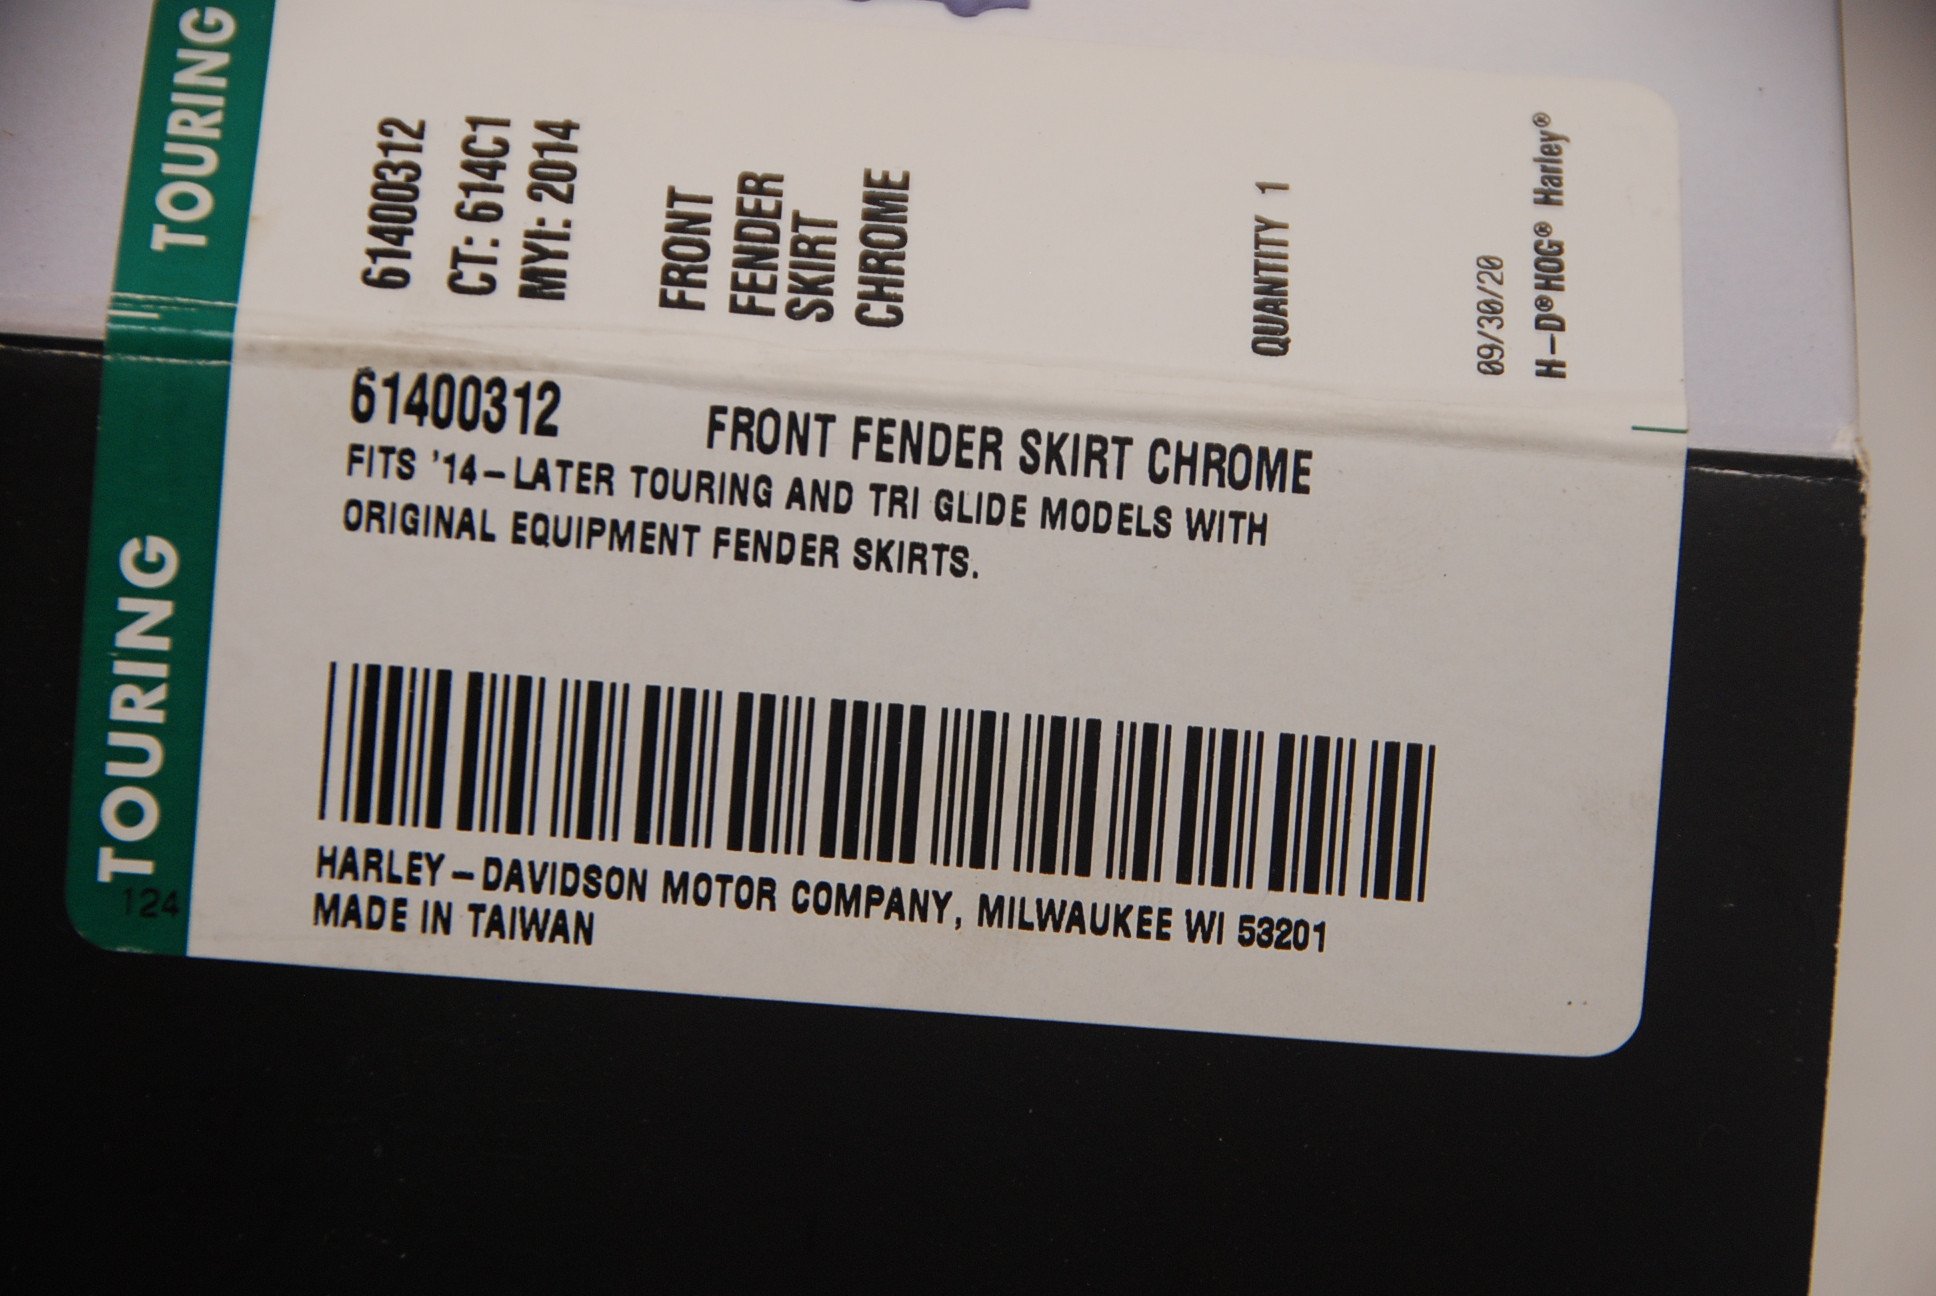 TOURING
61400312
CT: 614C1
MYI: 2014
FRONT
FENDER
SKIRT
CHROME
QUANTITY 1
09/30/20
H-D® HOG® Harley®
TOURING
124
61400312 FRONT FENDER SKIRT CHROME
FITS '14-LATER TOURING AND TRI GLIDE MODELS WITH
ORIGINAL EQUIPMENT FENDER SKIRTS.
HARLEY-DAVIDSON MOTOR COMPANY, MILWAUKEE WI 53201
MADE IN TAIWAN